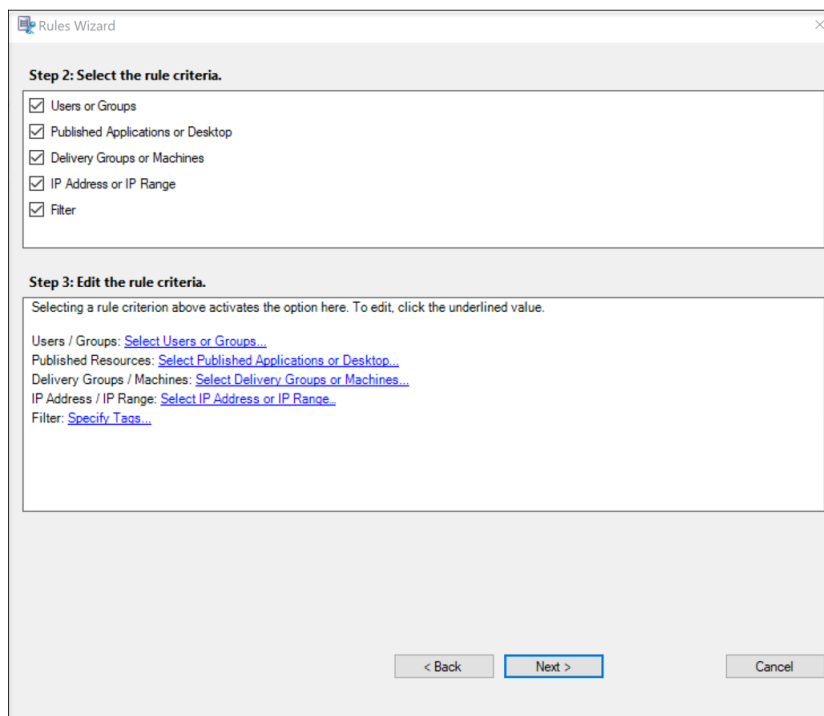 Rules Wizard
Step 2: Select the rule criteria.
Users or Groups
Published Applications or Desktop
Delivery Groups or Machines
IP Address or IP Range
Filter
Step 3: Edit the rule criteria.
Selecting a rule criterion above activates the option here. To edit, click the underlined value.
Users / Groups: Select Users or Groups...
Published Resources: Select Published Applications or Desktop...
Delivery Groups / Machines: Select Delivery Groups or Machines...
IP Address / IP Range: Select IP Address or IP Range..
Filter: Specify Tags...
< Back Next > Cancel